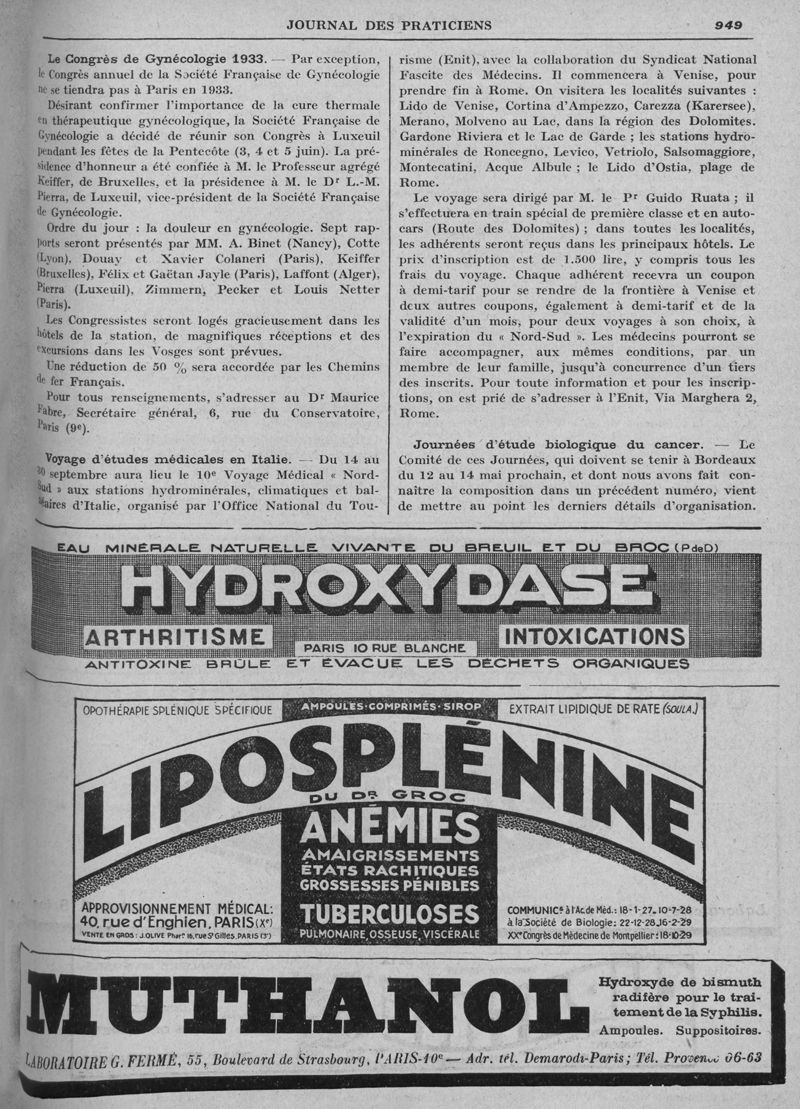 JOURNAL DES PRATICIENS 949
Le Congrès de Gynécologie 1933. — Par exception,
le Congrès annuel de la Société Française de Gynécologie
ne se tiendra pas à Paris en 1933.
Désirant confirmer l'importance de la cure thermale
en thérapeutique gynécologique, la Société Française de
Gynécologie a décidé de réunir son Congrès à Luxeuil
pendant les fêtes de la Pentecôte (3, 4 et 5 juin). La pré-
sidence d'honneur a été confiée à M. le Professeur agrégé
Keiffer, de Bruxelles, et la présidence à M. le Dr L.-M.
Pierra, de Luxeuil, vice-président de la Société Française
de Gynécologie.
Ordre du jour : la douleur en gynécologie. Sept rap-
ports seront présentés par MM. A. Binet (Nancy), Cotte
(Lyon), Douay et Xavier Colaneri (Paris), Keiffer
(Bruxelles), Félix et Gaëtan Jayle (Paris), Laffont (Alger),
Pierra (Luxeuil), Zimmern, Pecker et Louis Netter
(Paris).
Les Congressistes seront logés gracieusement dans les
hôtels de la station, de magnifiques réceptions et des
excursions dans les Vosges sont prévues.
Une réduction de 50 % sera accordée par les Chemins
de fer Français.
Pour tous renseignements, s'adresser au Dr Maurice
Fabre, Secrétaire général, 6, rue du Conservatoire,
Paris (9e).
Voyage d'études médicales en Italie. — Du 14 au
30 septembre aura lieu le 10e Voyage Médical « Nord-
Sud » aux stations hydrominérales, climatiques et bal-
néaires d'Italie, organisé par l'Office National du Tou-
risme (Enit), avec la collaboration du Syndicat National
Fascite des Médecins. Il commencera à Venise, pour
prendre fin à Rome. On visitera les localités suivantes :
Lido de Venise, Cortina d'Ampezzo, Carezza (Karersee),
Merano, Molveno au Lac, dans la région des Dolomites.
Gardone Riviera et le Lac de Garde ; les stations hydro-
minérales de Roncegno, Levico, Vetriolo, Salsomaggiore,
Montecatini, Acque Albule ; le Lido d'Ostia, plage de
Rome.
Le voyage sera dirigé par M. le Pr Guido Ruata ; il
s'effectuera en train spécial de première classe et en auto-
cars (Route des Dolomites) ; dans toutes les localités,
les adhérents seront reçus dans les principaux hôtels. Le
prix d'inscription est de 1.500 lire, y compris tous les
frais du voyage. Chaque adhérent recevra un coupon
à demi-tarif pour se rendre de la frontière à Venise et
deux autres coupons, également à demi-tarif et de la
validité d'un mois, pour deux voyages à son choix, à
l'expiration du « Nord-Sud ». Les médecins pourront se
faire accompagner, aux mêmes conditions, par un
membre de leur famille, jusqu'à concurrence d'un tiers
des inscrits. Pour toute information et pour les inscrip-
tions, on est prié de s'adresser à l'Enit, Via Marghera 2,
Rome.
Journées d'étude biologique du cancer. — Le
Comité de ces Journées, qui doivent se tenir à Bordeaux
du 12 au 14 mai prochain, et dont nous avons fait con-
naître la composition dans un précédent numéro, vient
de mettre au point les derniers détails d'organisation.
EAU MINÉRALE NATURELLE VIVANTE DU BREUIL ET DU BROC (P de D)
HYDROXYDASE
ARTHRITISME
PARIS 10 RUE BLANCHE
INTOXICATIONS
ANTITOXINE BRÛLE ET ÉVACUE LES DÉCHETS ORGANIQUES
OPOTHÉRAPIE SPLÉNIQUE SPÉCIFIQUE
AMPOULES·COMPRIMÉS·SIROP
EXTRAIT LIPIDIQUE DE RATE (SOULA.)
LIPOSPLÉNINE
DU DR GROC
ANÉMIES
AMAIGRISSEMENTS
ÉTATS RACHITIQUES
GROSSESSES PÉNIBLES
TUBERCULOSES
PULMONAIRE, OSSEUSE, VISCÉRALE
APPROVISIONNEMENT MÉDICAL:
40, rue d'Enghien, PARIS (Xe)
VENTE EN GROS : J. OLIVE Pharn 16, rue St Gilles, PARIS (3e)
COMMUNICS à l'Ac. de Méd. : 18-1-27._10-7-28
à la Société de Biologie : 22-12-28_16-2-29
XXe Congrès de Médecine de Montpellier : 18-10-29
MUTHANOL
Hydroxyde de bismuth
radifère pour le trai-
tement de la Syphilis.
Ampoules. Suppositoires.
LABORATOIRE G. FERMÉ, 55, Boulevard de Strasbourg, PARIS-10e — Adr. tél. Demarodi-Paris ; Tél. 06-63